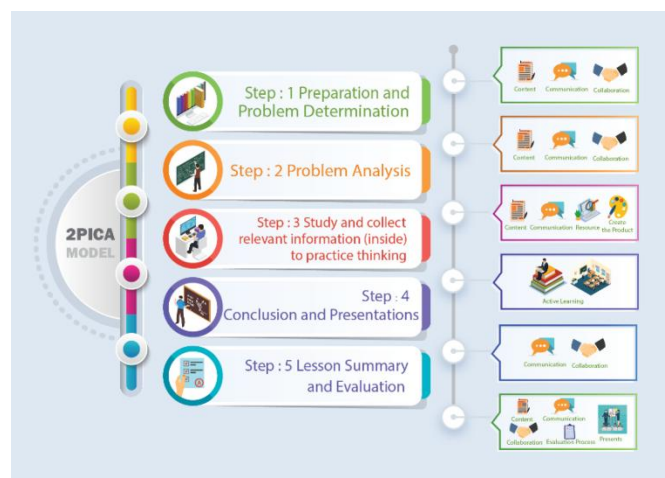 2PICA
MODEL
Step : 1 Preparation and
Problem Determination
Step : 2 Problem Analysis
Step : 3 Study and collect
relevant information (inside)
to practice thinking
Step : 4
Conclusion and Presentations
Step : 5 Lesson Summary
and Evaluation
Content Communication Collaboration
Content Communication Collaboration
Content Communication Resource Create
the Product
Active Learning
Communication Collaboration
Content Communication
Collaboration Evaluation Process Presents